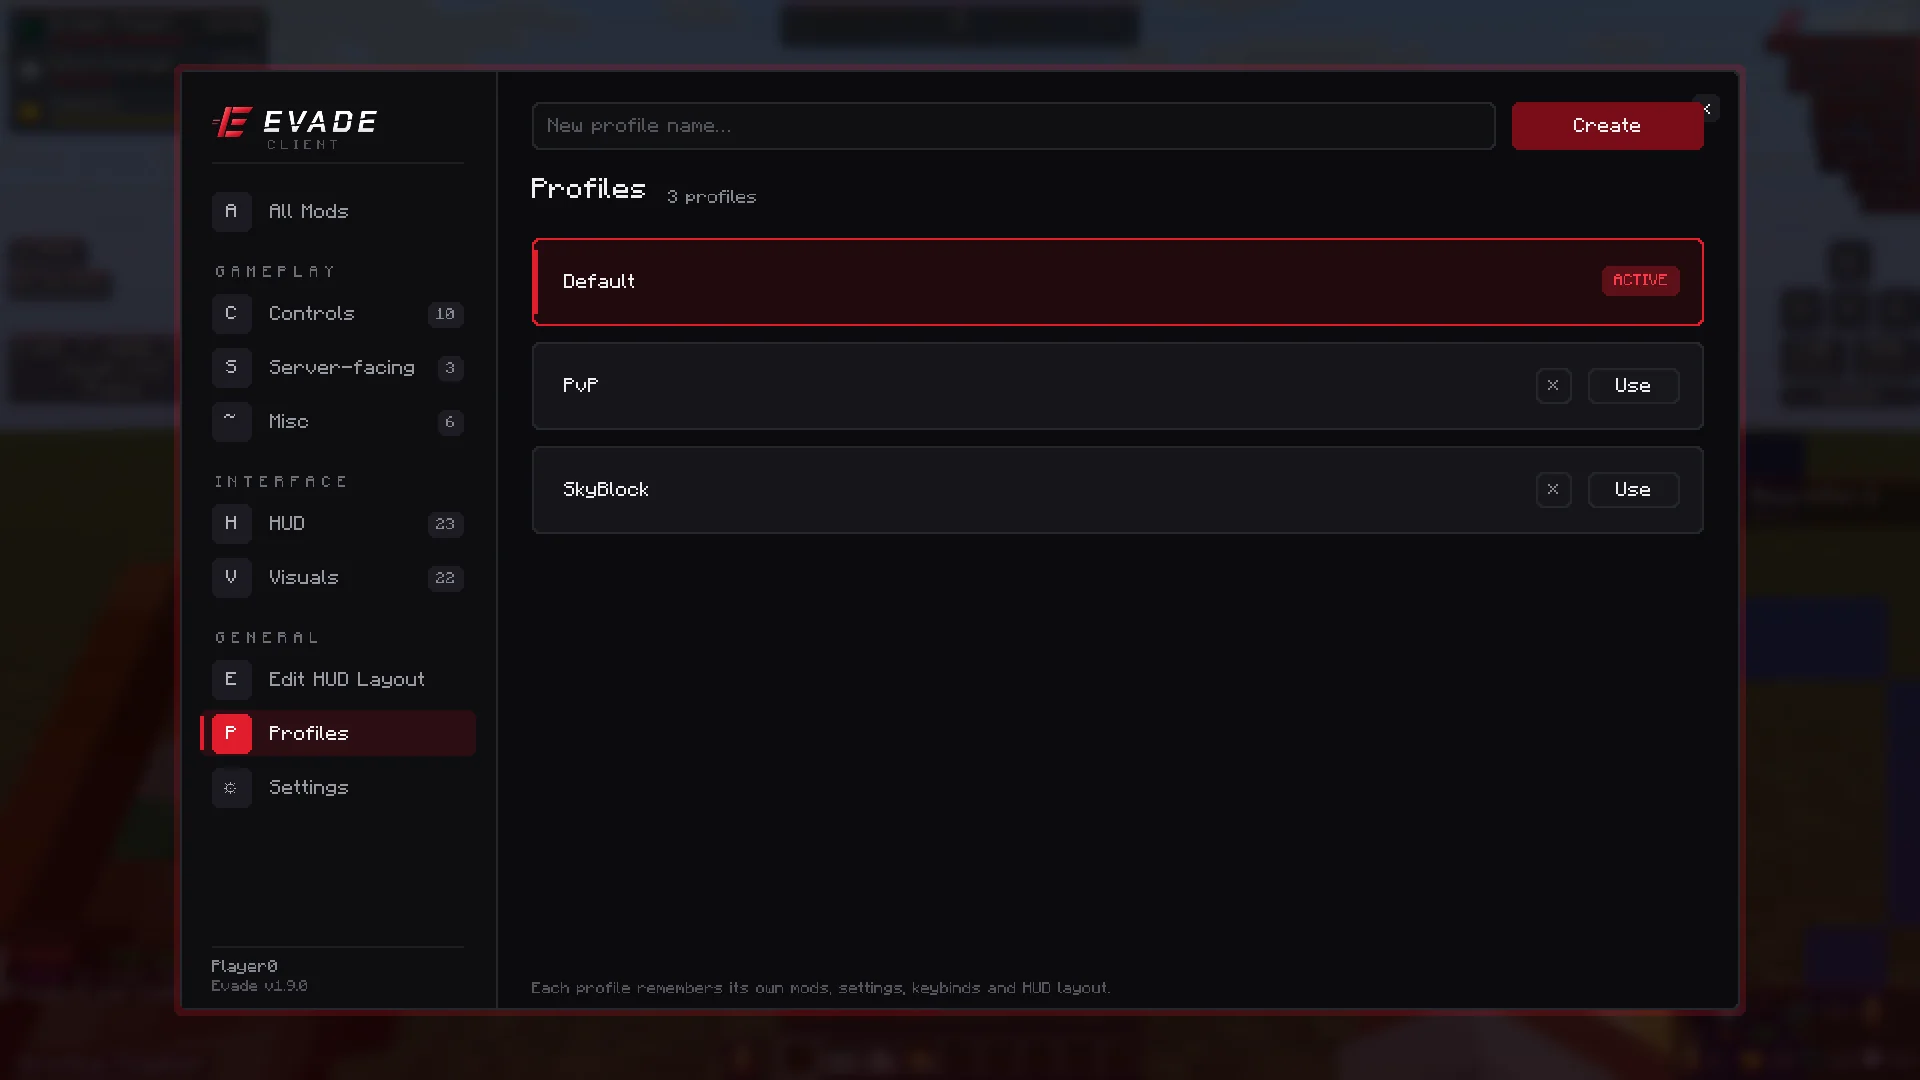 EVADE
CLIENT
A All Mods
GAMEPLAY
C Controls 10
S Server-facing 3
~ Misc 6
INTERFACE
H HUD 23
V Visuals 22
GENERAL
E Edit HUD Layout
P Profiles
Settings
Player0
Evade v1.9.0
New profile name...
Create
Profiles 3 profiles
Default ACTIVE
PvP × Use
SkyBlock × Use
Each profile remembers its own mods, settings, keybinds and HUD layout.